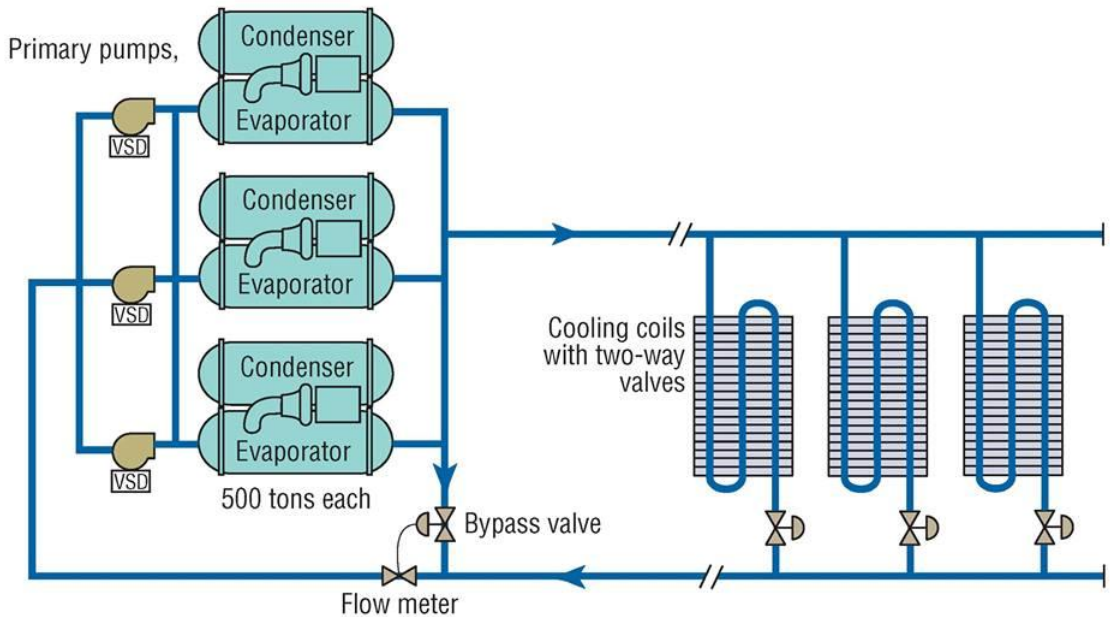 Primary pumps,
Condenser
Evaporator
VSD
Condenser
Evaporator
VSD
Condenser
Evaporator
VSD
500 tons each
Bypass valve
Flow meter
Cooling coils
with two-way
valves